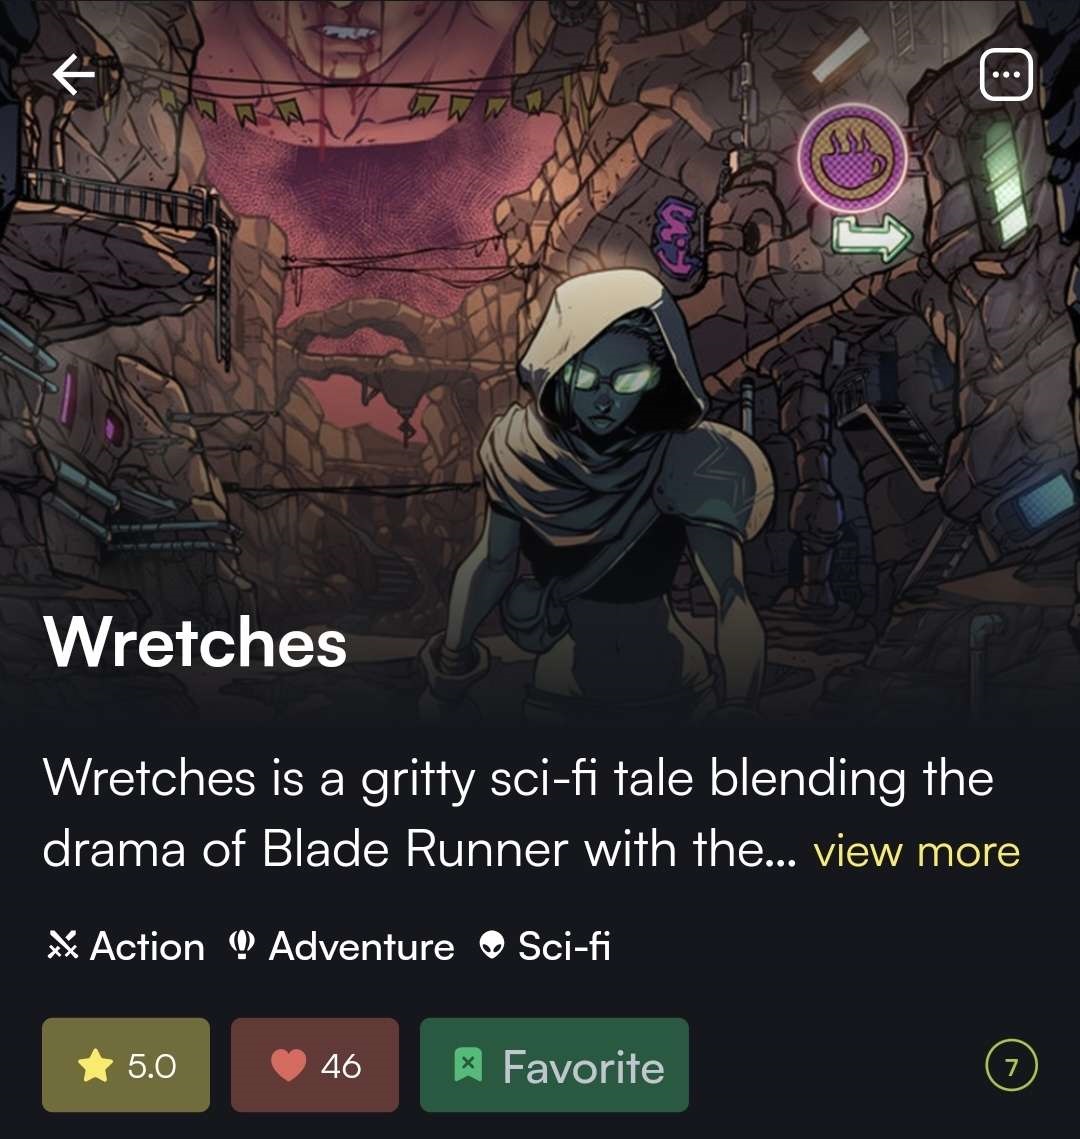 Wretches
Wretches is a gritty sci-fi tale blending the
drama of Blade Runner with the... view more
Action Adventure Sci-fi
5.0 46 Favorite 7